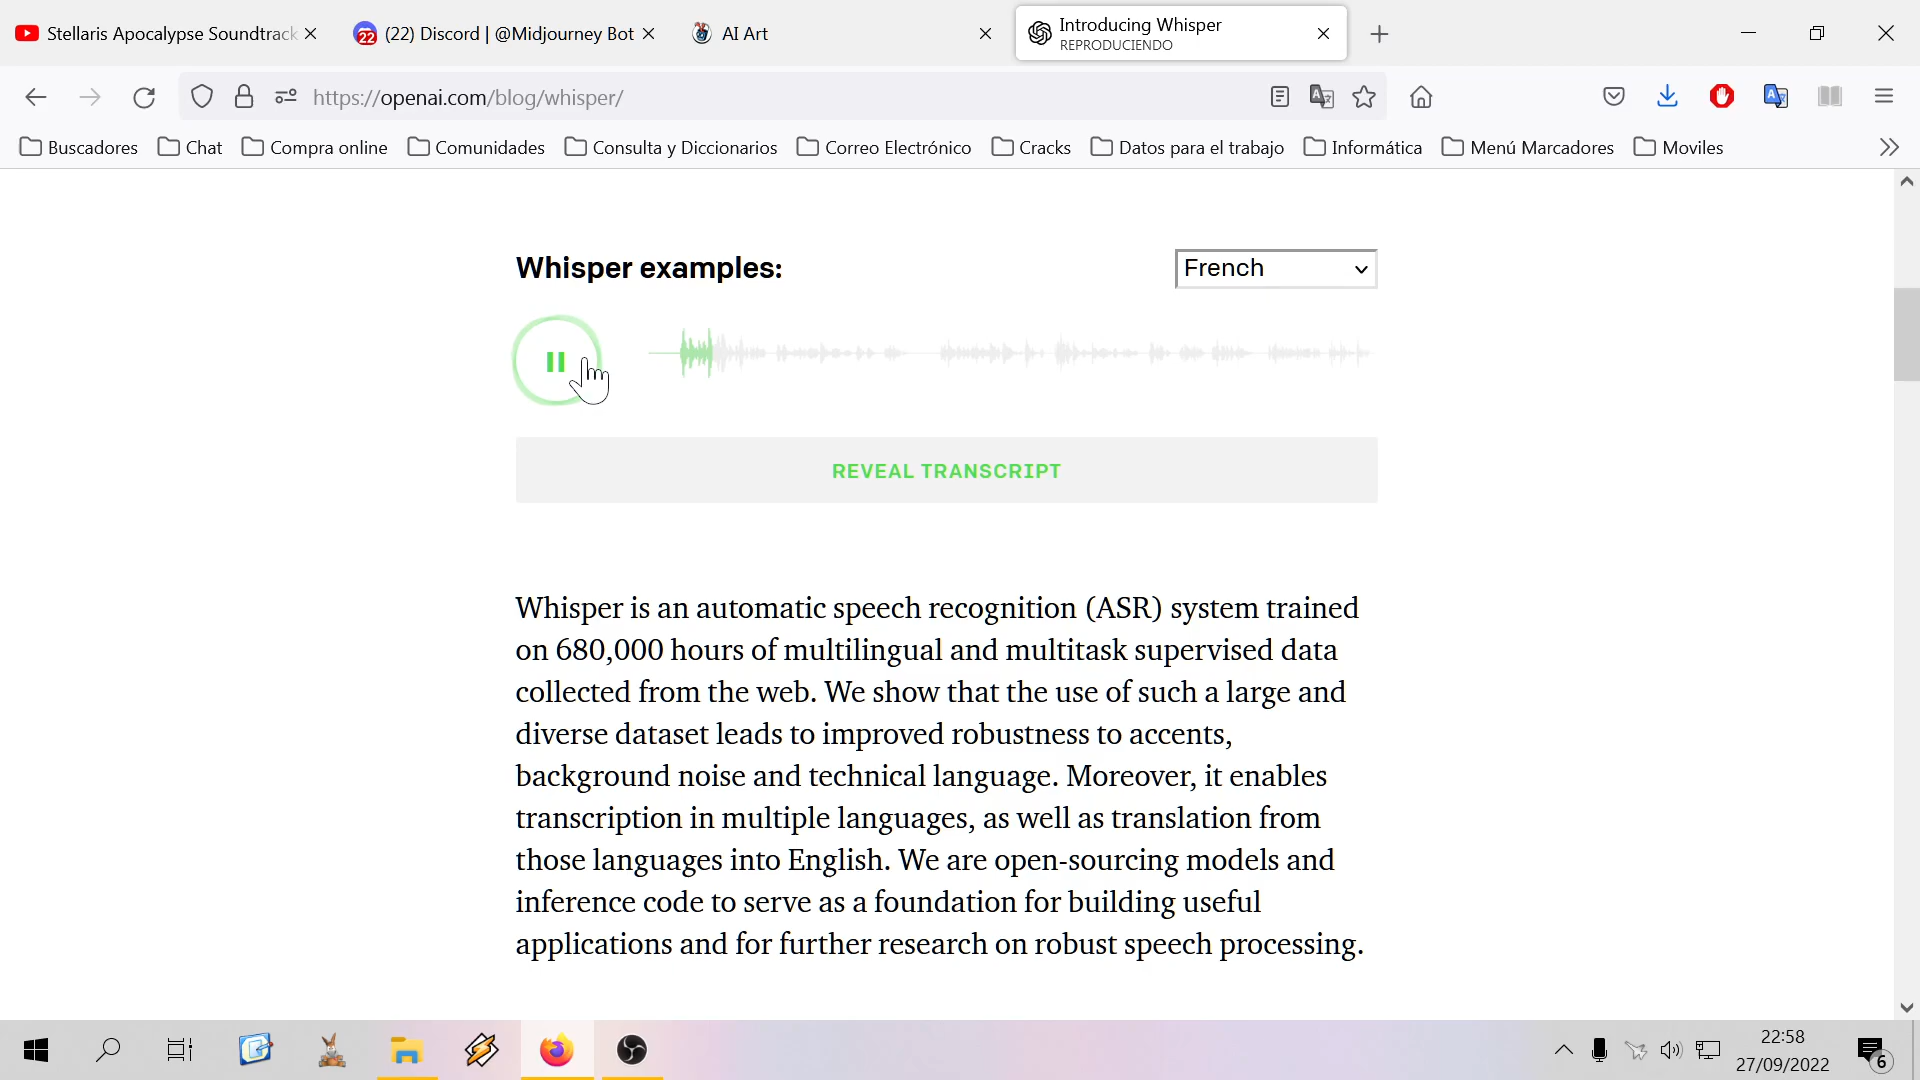 Stellaris Apocalypse Soundtrack
22
(22) Discord | @Midjourney Bot
AI Art
Introducing Whisper
REPRODUCIENDO
https://openai.com/blog/whisper/
Buscadores
Chat
Compra online
Comunidades
Consulta y Diccionarios
Correo Electrónico
Cracks
Datos para el trabajo
Informática
Menú Marcadores
Moviles
Whisper examples:
French
REVEAL TRANSCRIPT
Whisper is an automatic speech recognition (ASR) system trained
on 680,000 hours of multilingual and multitask supervised data
collected from the web. We show that the use of such a large and
diverse dataset leads to improved robustness to accents,
background noise and technical language. Moreover, it enables
transcription in multiple languages, as well as translation from
those languages into English. We are open-sourcing models and
inference code to serve as a foundation for building useful
applications and for further research on robust speech processing.
22:58
27/09/2022
6